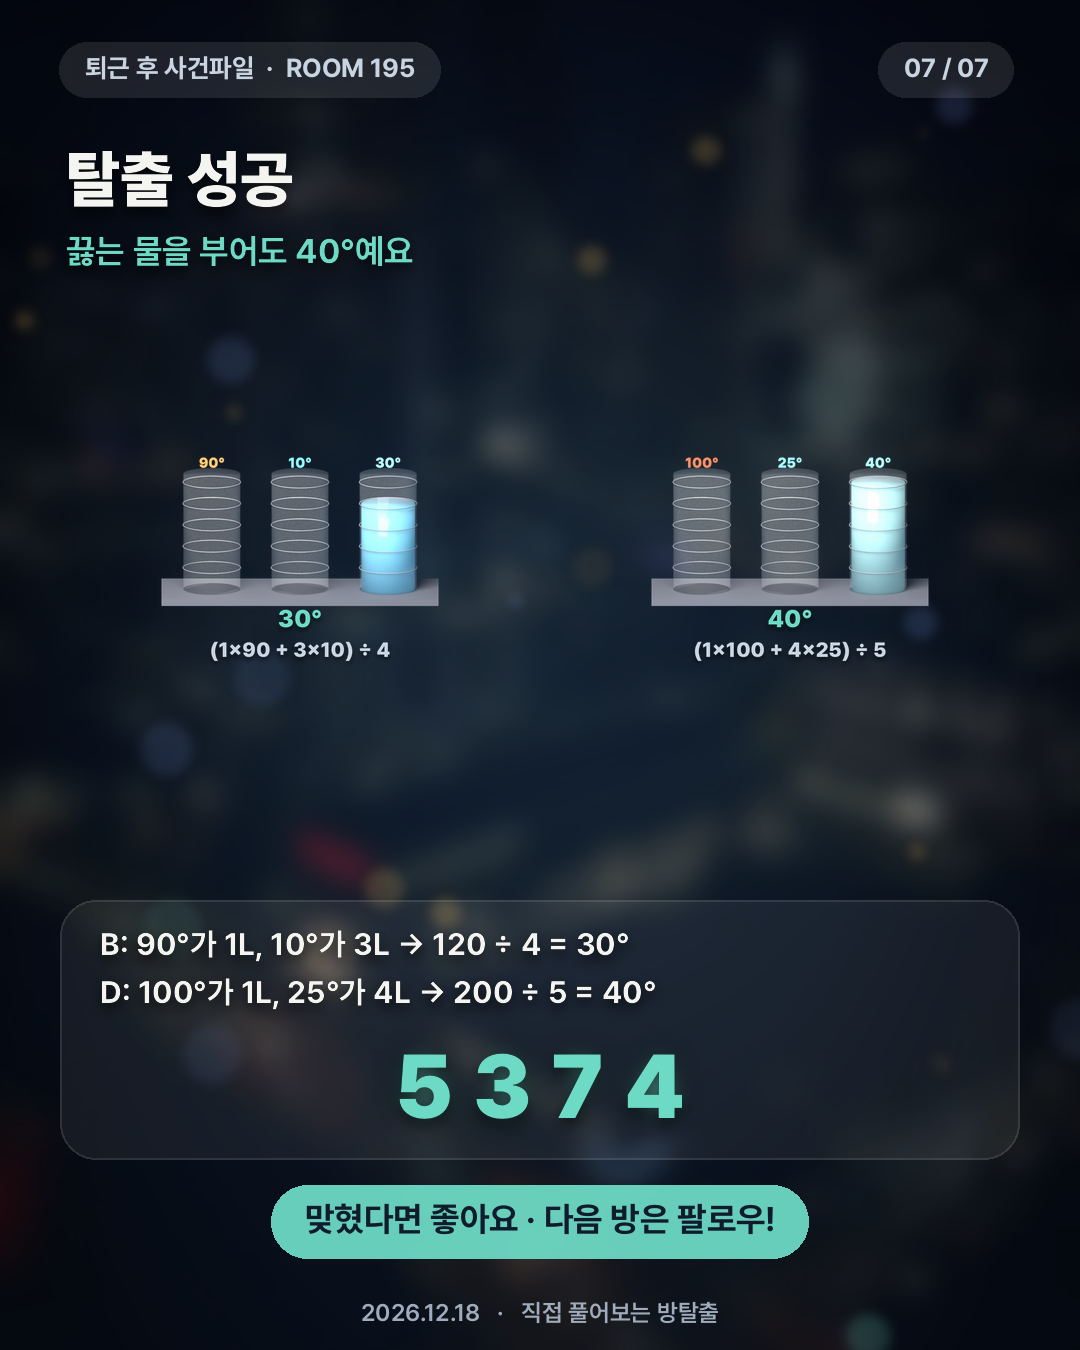 퇴근 후 사건파일 · ROOM 195
07 / 07
탈출 성공
끓는 물을 부어도 40°예요
90° 10° 30°
100° 25° 40°
30°
40°
(1×90 + 3×10) ÷ 4
(1×100 + 4×25) ÷ 5
B: 90°가 1L, 10°가 3L → 120 ÷ 4 = 30°
D: 100°가 1L, 25°가 4L → 200 ÷ 5 = 40°
5 3 7 4
맞혔다면 좋아요 · 다음 방은 팔로우!
2026.12.18 · 직접 풀어보는 방탈출